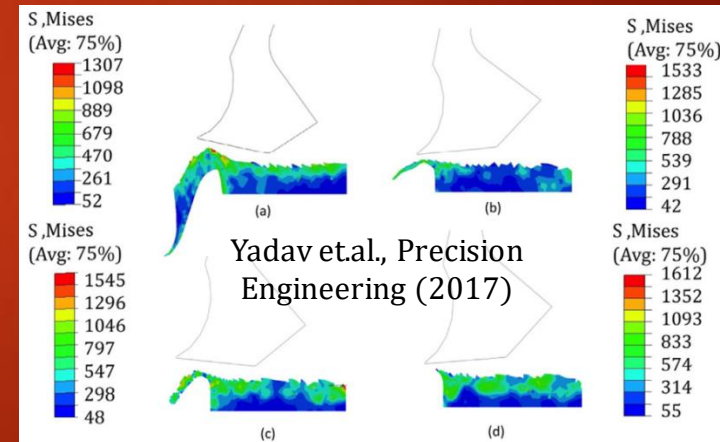 S ,Mises
(Avg: 75%)
1307
1098
889
679
470
261
52
(a)
S ,Mises
(Avg: 75%)
1533
1285
1036
788
539
291
42
(b)
Yadav et.al., Precision
Engineering (2017)
S ,Mises
(Avg: 75%)
1545
1296
1046
797
547
298
48
(c)
S ,Mises
(Avg: 75%)
1612
1352
1093
833
574
314
55
(d)